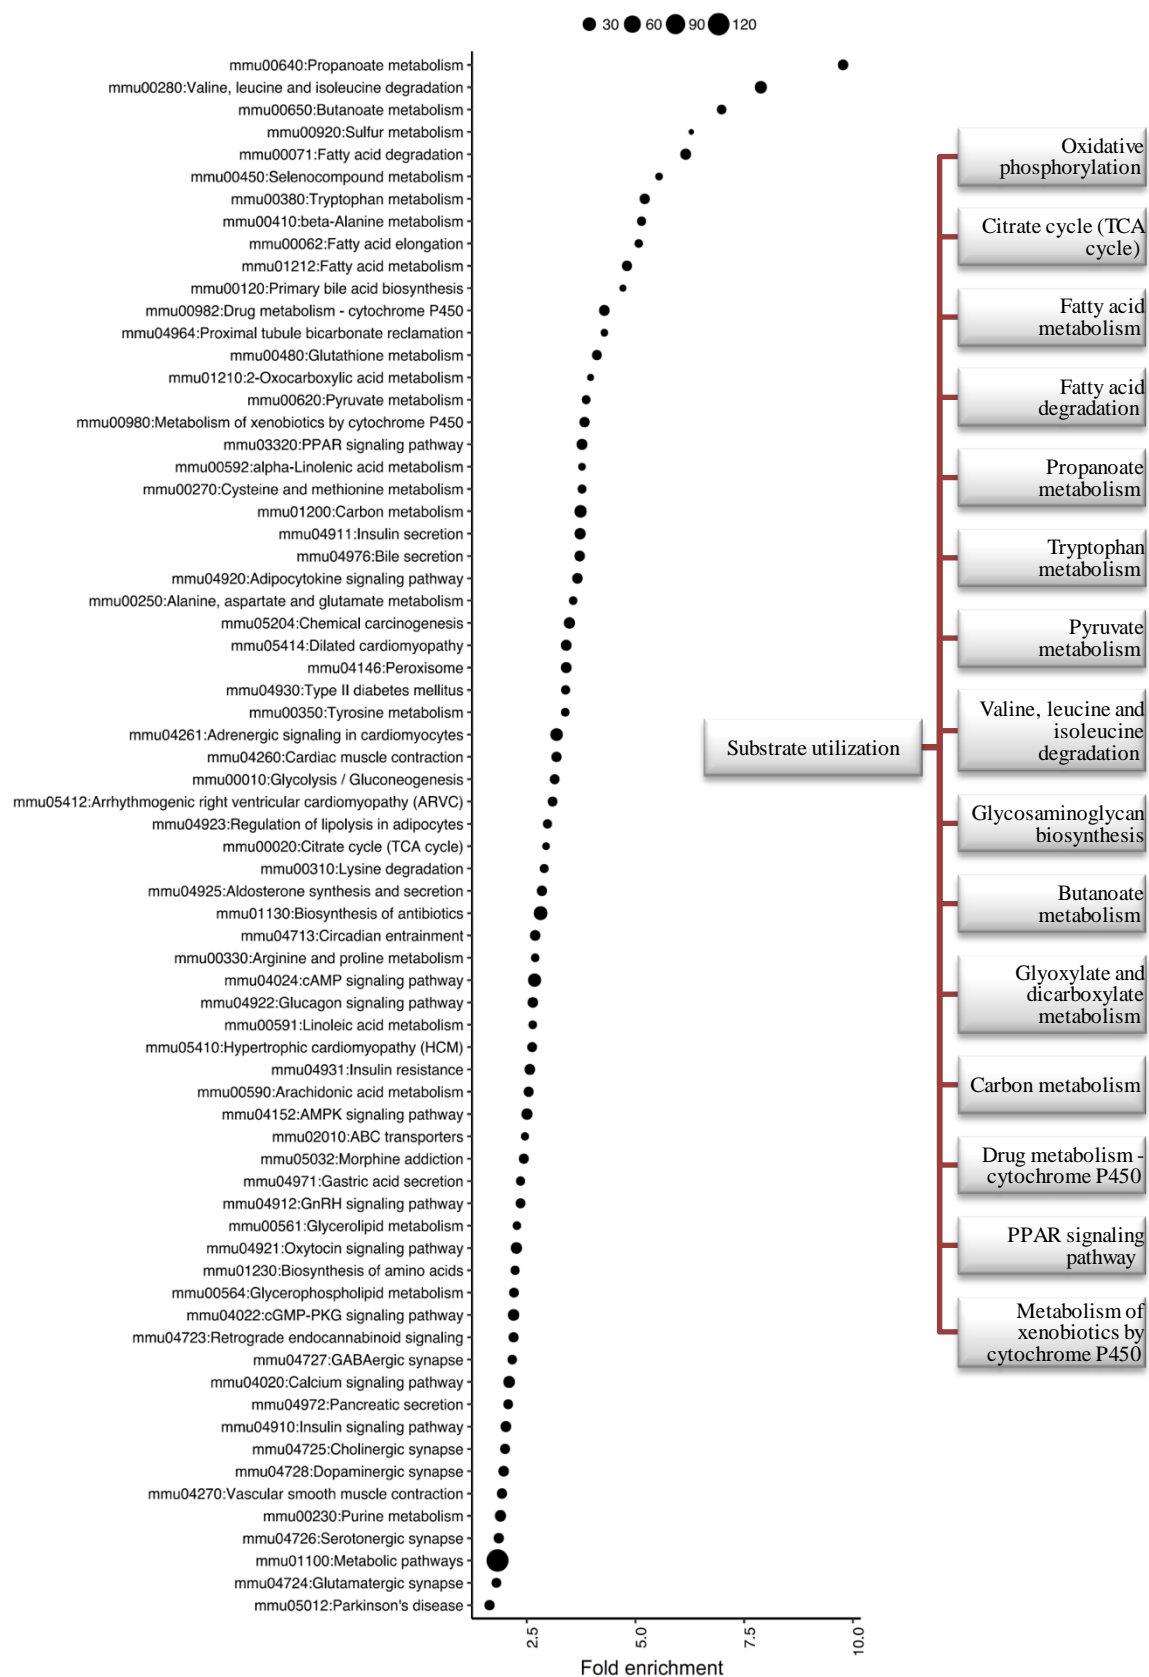 30 60 90 120
mmu00640:Propanoate metabolism
mmu00280:Valine, leucine and isoleucine degradation
mmu00650:Butanoate metabolism
mmu00920:Sulfur metabolism
mmu00071:Fatty acid degradation
mmu00450:Selenocompound metabolism
mmu00380:Tryptophan metabolism
mmu00410:beta-Alanine metabolism
mmu00062:Fatty acid elongation
mmu01212:Fatty acid metabolism
mmu00120:Primary bile acid biosynthesis
mmu00982:Drug metabolism - cytochrome P450
mmu04964:Proximal tubule bicarbonate reclamation
mmu00480:Glutathione metabolism
mmu01210:2-Oxocarboxylic acid metabolism
mmu00620:Pyruvate metabolism
mmu00980:Metabolism of xenobiotics by cytochrome P450
mmu03320:PPAR signaling pathway
mmu00592:alpha-Linolenic acid metabolism
mmu00270:Cysteine and methionine metabolism
mmu01200:Carbon metabolism
mmu04911:Insulin secretion
mmu04976:Bile secretion
mmu04920:Adipocytokine signaling pathway
mmu00250:Alanine, aspartate and glutamate metabolism
mmu05204:Chemical carcinogenesis
mmu05414:Dilated cardiomyopathy
mmu04146:Peroxisome
mmu04930:Type II diabetes mellitus
mmu00350:Tyrosine metabolism
mmu04261:Adrenergic signaling in cardiomyocytes
mmu04260:Cardiac muscle contraction
mmu00010:Glycolysis / Gluconeogenesis
mmu05412:Arrhythmogenic right ventricular cardiomyopathy (ARVC)
mmu04923:Regulation of lipolysis in adipocytes
mmu00020:Citrate cycle (TCA cycle)
mmu00310:Lysine degradation
mmu04925:Aldosterone synthesis and secretion
mmu01130:Biosynthesis of antibiotics
mmu04713:Circadian entrainment
mmu00330:Arginine and proline metabolism
mmu04024:cAMP signaling pathway
mmu04922:Glucagon signaling pathway
mmu00591:Linoleic acid metabolism
mmu05410:Hypertrophic cardiomyopathy (HCM)
mmu04931:Insulin resistance
mmu00590:Arachidonic acid metabolism
mmu04152:AMPK signaling pathway
mmu02010:ABC transporters
mmu05032:Morphine addiction
mmu04971:Gastric acid secretion
mmu04912:GnRH signaling pathway
mmu00561:Glycerolipid metabolism
mmu04921:Oxytocin signaling pathway
mmu01230:Biosynthesis of amino acids
mmu00564:Glycerophospholipid metabolism
mmu04022:cGMP-PKG signaling pathway
mmu04723:Retrograde endocannabinoid signaling
mmu04727:GABAergic synapse
mmu04020:Calcium signaling pathway
mmu04972:Pancreatic secretion
mmu04910:Insulin signaling pathway
mmu04725:Cholinergic synapse
mmu04728:Dopaminergic synapse
mmu04270:Vascular smooth muscle contraction
mmu00230:Purine metabolism
mmu04726:Serotonergic synapse
mmu01100:Metabolic pathways
mmu04724:Glutamatergic synapse
mmu05012:Parkinson's disease
2.5 5.0 7.5 10.0
Fold enrichment
Substrate utilization
Oxidative
phosphorylation
Citrate cycle (TCA
cycle)
Fatty acid
metabolism
Fatty acid
degradation
Propanoate
metabolism
Tryptophan
metabolism
Pyruvate
metabolism
Valine, leucine and
isoleucine
degradation
Glycosaminoglycan
biosynthesis
Butanoate
metabolism
Glyoxylate and
dicarboxylate
metabolism
Carbon metabolism
Drug metabolism -
cytochrome P450
PPAR signaling
pathway
Metabolism of
xenobiotics by
cytochrome P450